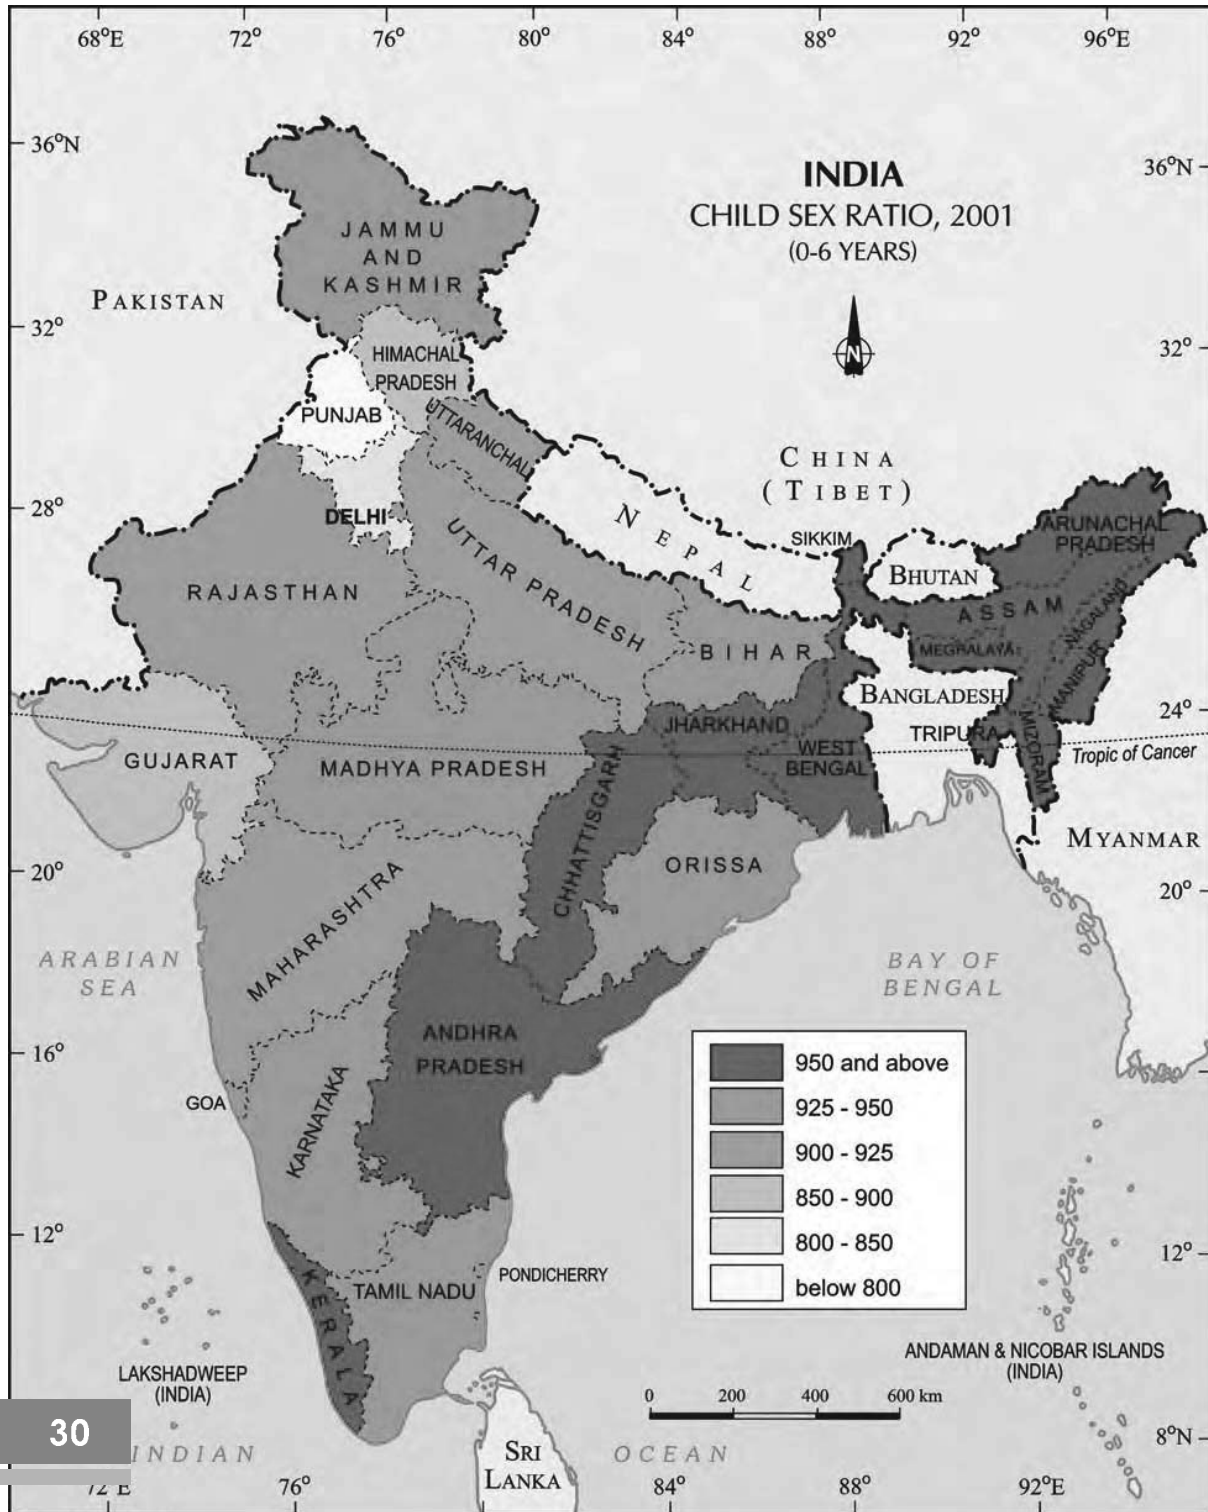 68°E 72° 76° 80° 84° 88° 92° 96°E
36°N
36°N
INDIA
CHILD SEX RATIO, 2001
(0-6 YEARS)
JAMMU
AND
KASHMIR
PAKISTAN
32°
32°
N
HIMACHAL
PRADESH
PUNJAB
UTTARANCHAL
CHINA
(TIBET)
28°
28°
DELHI
NEPAL
SIKKIM
ARUNACHAL
PRADESH
BHUTAN
RAJASTHAN
UTTAR PRADESH
ASSAM
NAGALAND
BIHAR
MEGRALAYA
MANIPUR
BANGLADESH
24°
24°
JHARKHAND
TRIPURA
MIZORAM
GUJARAT
MADHYA PRADESH
WEST
BENGAL
Tropic of Cancer
CHHATTISGARH
MYANMAR
20°
20°
ORISSA
MAHARASHTRA
ARABIAN
SEA
BAY OF
BENGAL
ANDHRA
PRADESH
16°
GOA
KARNATAKA
950 and above
925 - 950
900 - 925
850 - 900
800 - 850
below 800
12°
12°
KERALA
TAMIL NADU
PONDICHERRY
LAKSHADWEEP
(INDIA)
ANDAMAN & NICOBAR ISLANDS
(INDIA)
0 200 400 600 km
30
INDIAN
OCEAN
SRI
LANKA
8°N
72°E 76° 84° 88° 92°E